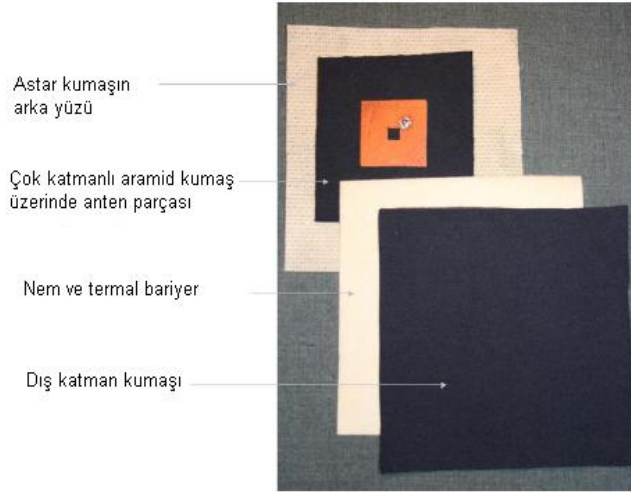 Astar kumaşın
arka yüzü
Çok katmanlı aramid kumaş
üzerinde anten parçası
Nem ve termal bariyer
Dış katman kumaşı